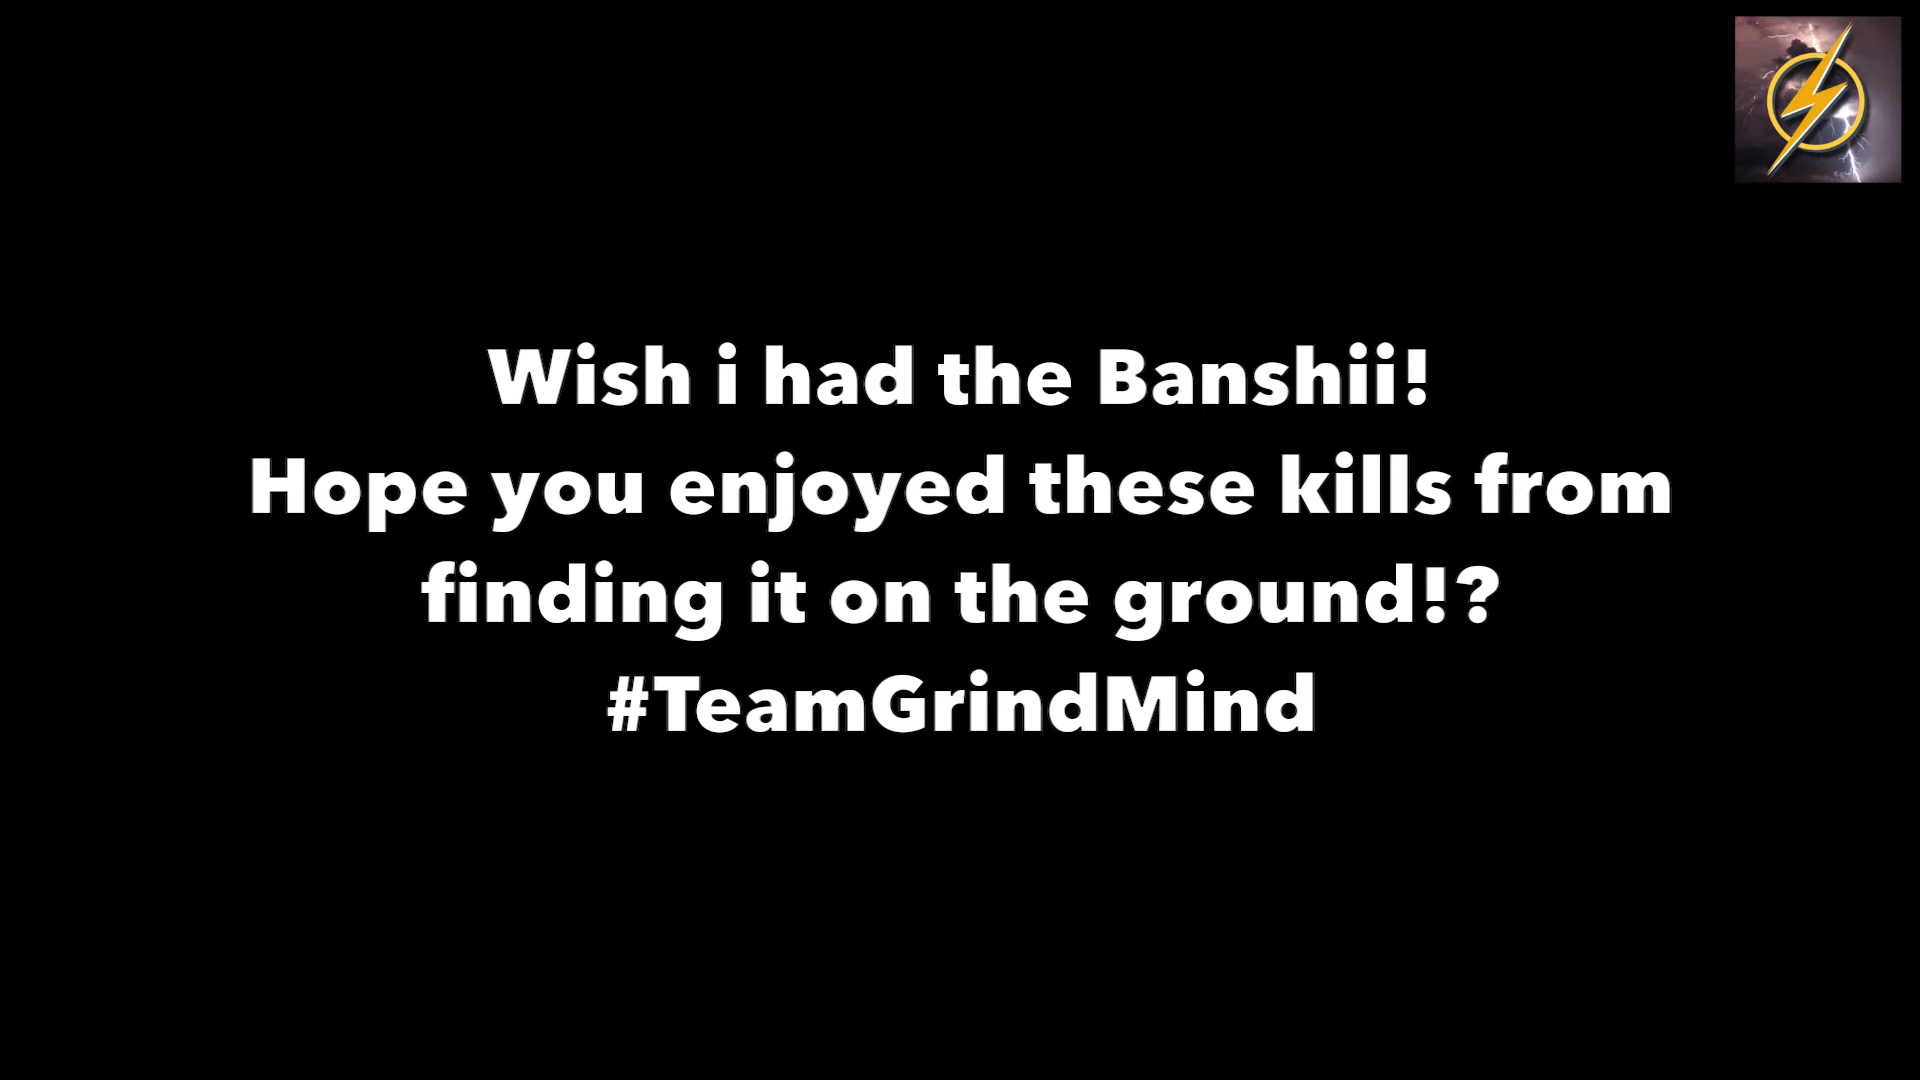 Wish i had the Banshii!
Hope you enjoyed these kills from
finding it on the ground!?
#TeamGrindMind